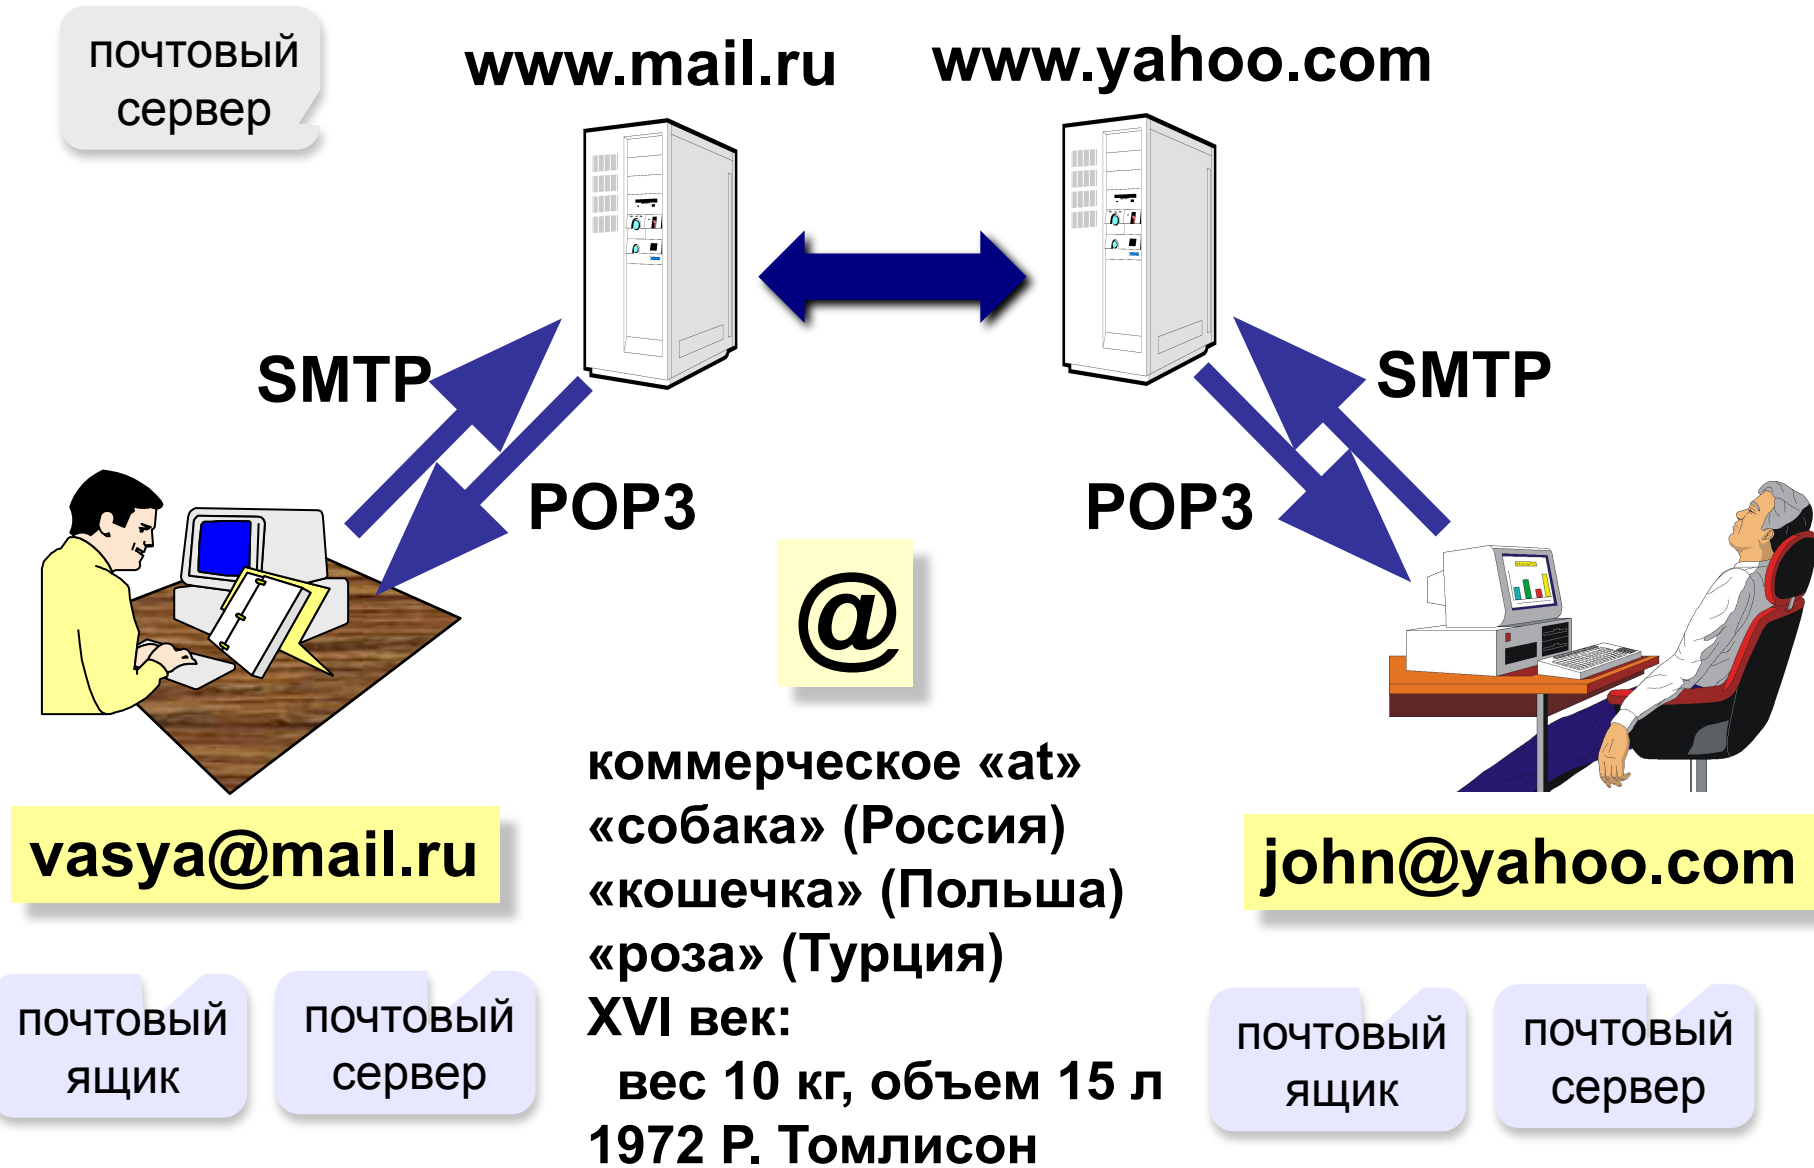 почтовый
сервер
www.mail.ru
www.yahoo.com
SMTP
SMTP
POP3
POP3
@
коммерческое «at»
«собака» (Россия)
«кошечка» (Польша)
«роза» (Турция)
XVI век:
вес 10 кг, объем 15 л
1972 Р. Томлисон
vasya@mail.ru
john@yahoo.com
почтовый
ящик
почтовый
сервер
почтовый
ящик
почтовый
сервер